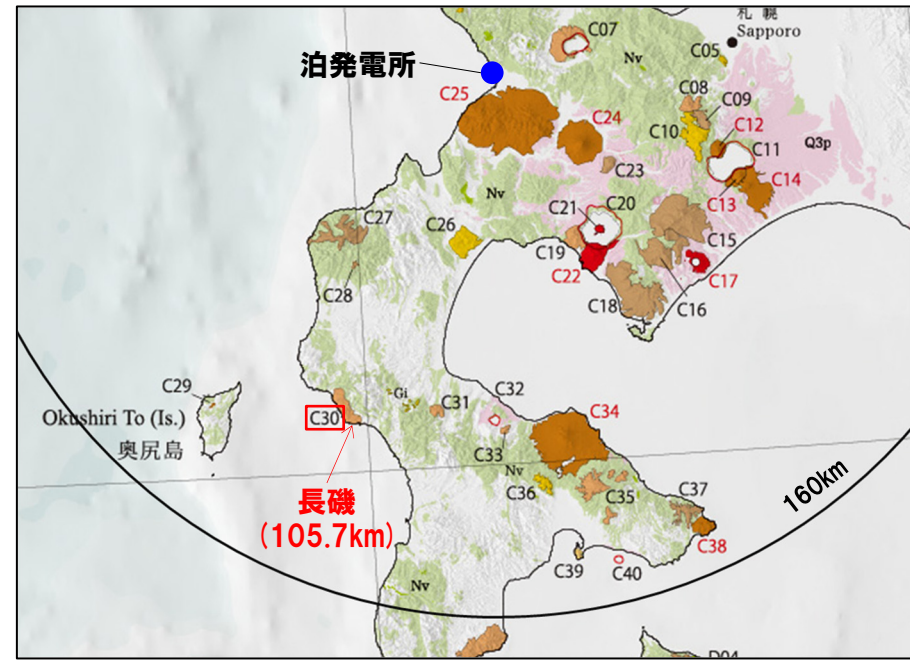 札幌
Sapporo
C07
C05
Nv
泊発電所
C25
C08
C09
C24
C10
C12
C11
Q3p
C23
C14
C13
Nv
C20
C21
C27
C26
C15
C19
C22
C17
C28
C18
C16
C29
Gi
C32
C31
C34
Okushiri To (Is.)
C30
奥尻島
C33
Nv
C36
C35
C37
160km
長磯
(105.7km)
C38
C39
C40
Nv
D04